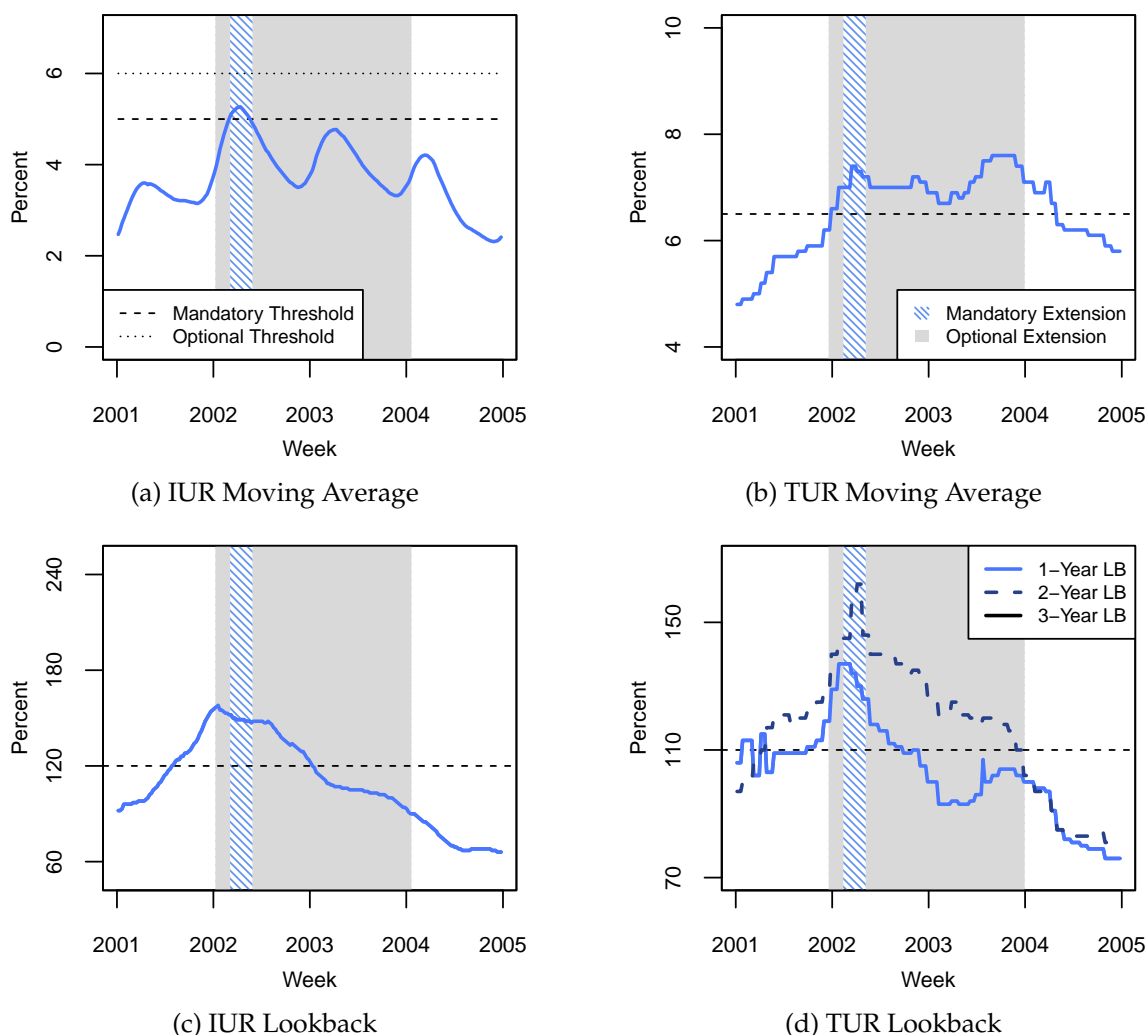 Percent
0 2 4 6
2001 2002 2003 2004 2005
Week
Mandatory Threshold
Optional Threshold
(a) IUR Moving Average
Percent
4 6 8 10
2001 2002 2003 2004 2005
Week
Mandatory Extension
Optional Extension
(b) TUR Moving Average
Percent
60 120 180 240
2001 2002 2003 2004 2005
Week
(c) IUR Lookback
Percent
70 110 150
2001 2002 2003 2004 2005
Week
1−Year LB
2−Year LB
3−Year LB
(d) TUR Lookback